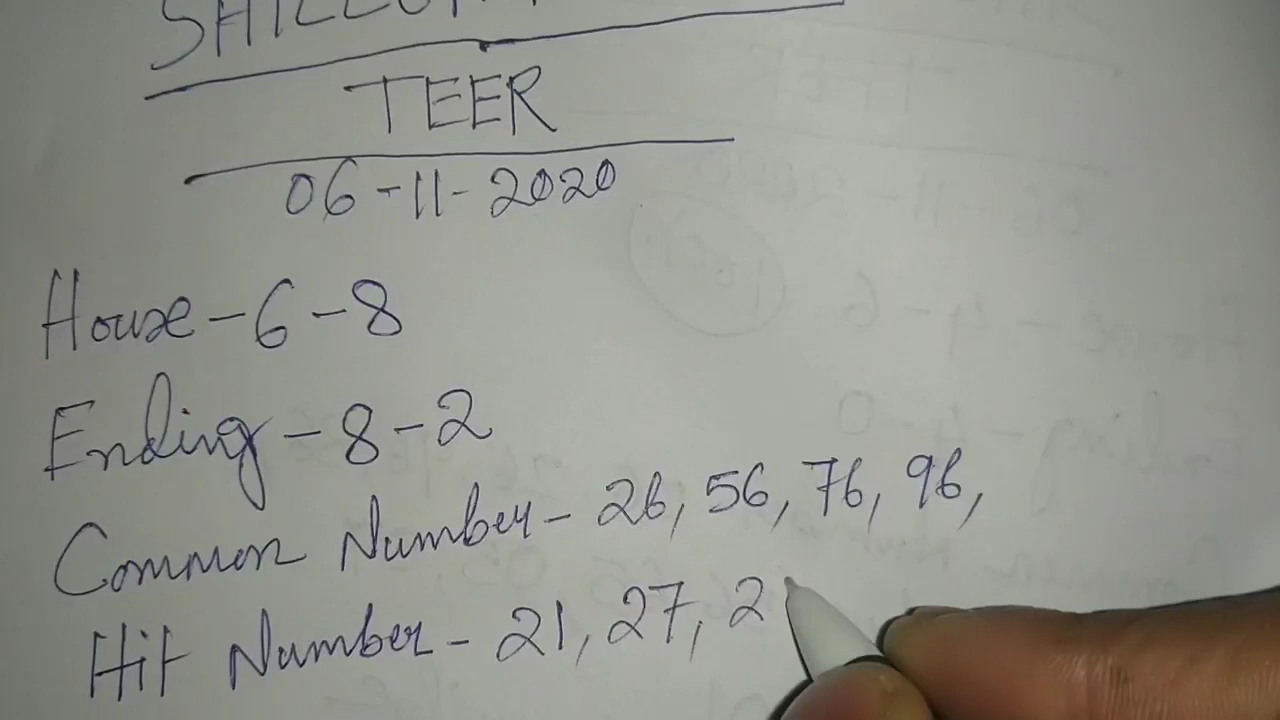 SHILLONG
TEER
06-11-2020
House-6-8
Ending-8-2
Common Number-26, 56, 76, 96,
Hit Number-21, 27, 2